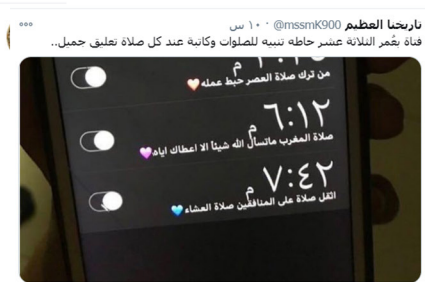 تاريخنا العظيم @mssmK900 · ١٠ س
فتاة بعُمر الثلاثة عشر حاطه تنبيه للصلوات وكاتبة عند كل صلاة تعليق جميل..
م
من ترك صلاة العصر حبط عمله🧡
٦:١٢ م
صلاة المغرب ماتسأل الله شيئاً الا اعطاك اياه💜
٧:٤٢ م
اثقل صلاة على المنافقين صلاة العشاء💙